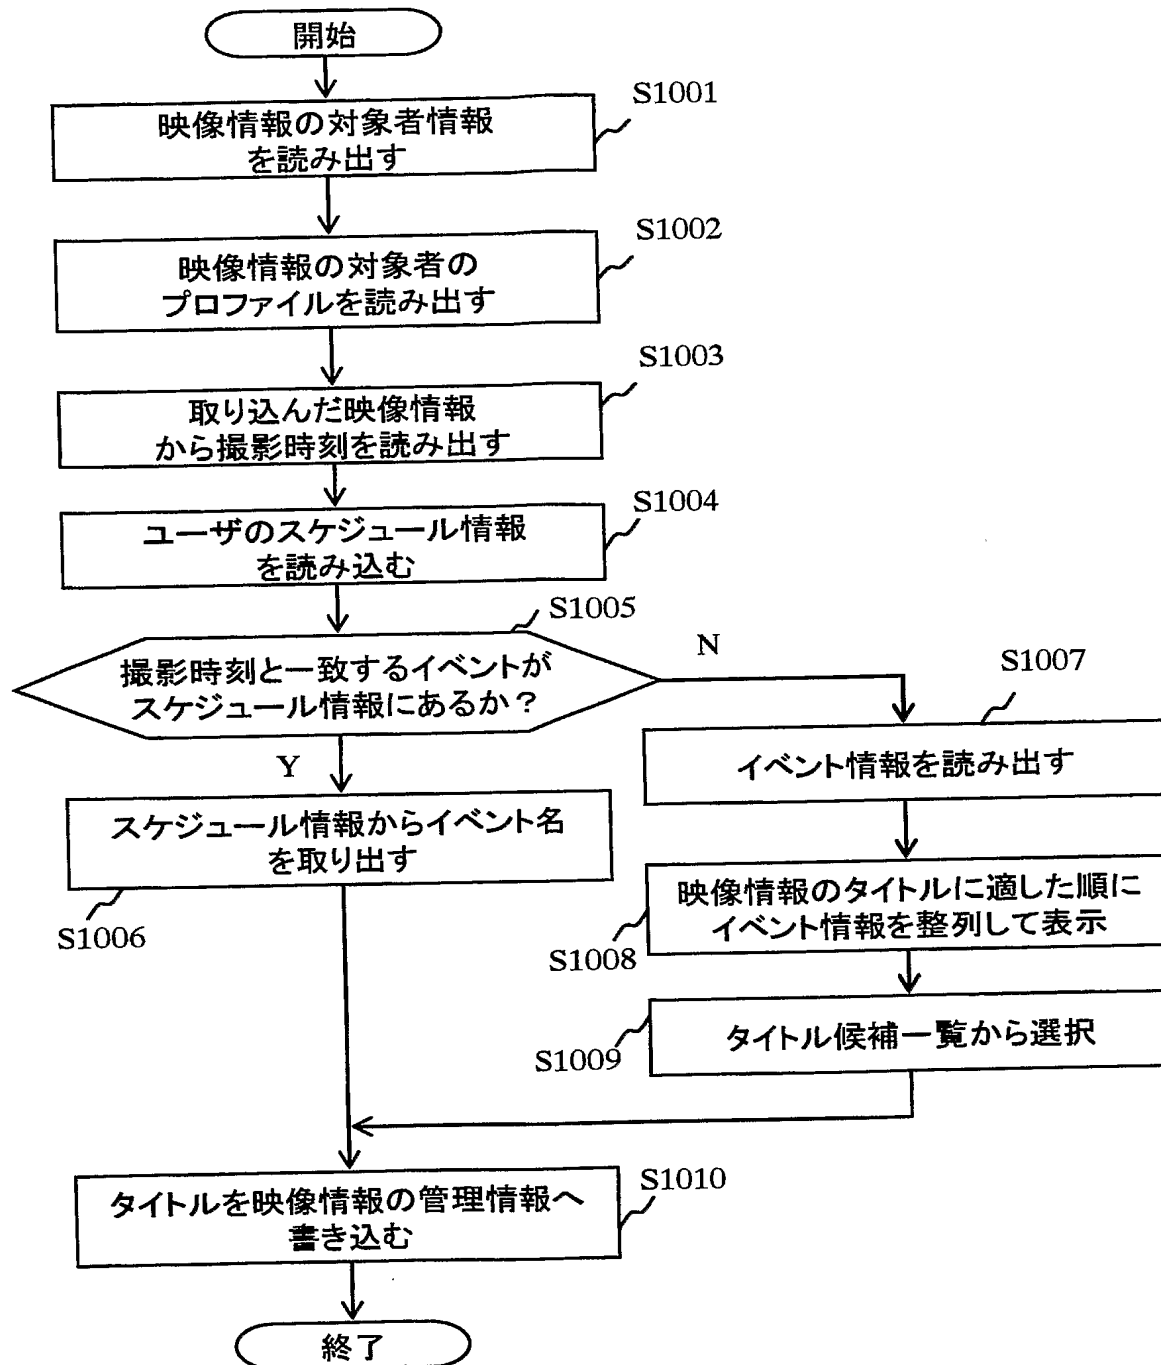 開始
S1001
映像情報の対象者情報
を読み出す
S1002
映像情報の対象者の
プロファイルを読み出す
S1003
取り込んだ映像情報
から撮影時刻を読み出す
S1004
ユーザのスケジュール情報
を読み込む
S1005
撮影時刻と一致するイベントが
スケジュール情報にあるか？
N
Y
S1007
イベント情報を読み出す
スケジュール情報からイベント名
を取り出す
S1006
映像情報のタイトルに適した順に
イベント情報を整列して表示
S1008
タイトル候補一覧から選択
S1009
タイトルを映像情報の管理情報へ
書き込む
S1010
終了